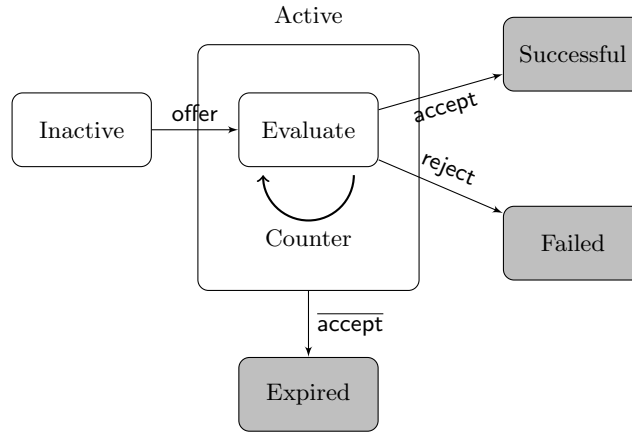 Active
Successful
offer
accept
Inactive
Evaluate
reject
Counter
Failed
accept
Expired